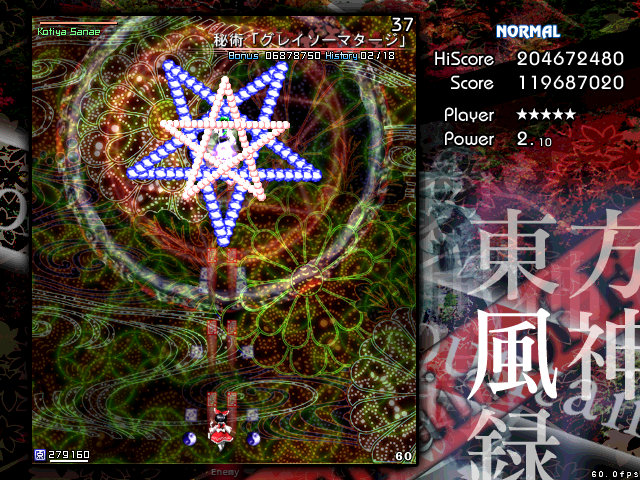 Kotiya Sanae
37
秘術「グレイソーマタージ」
Bonus 06878750 History 02/18
NORMAL
HiScore 204672480
Score 119687020
Player ★★★★★
Power 2.10
東方
風神
録
279160
60
Enemy
60.0fps